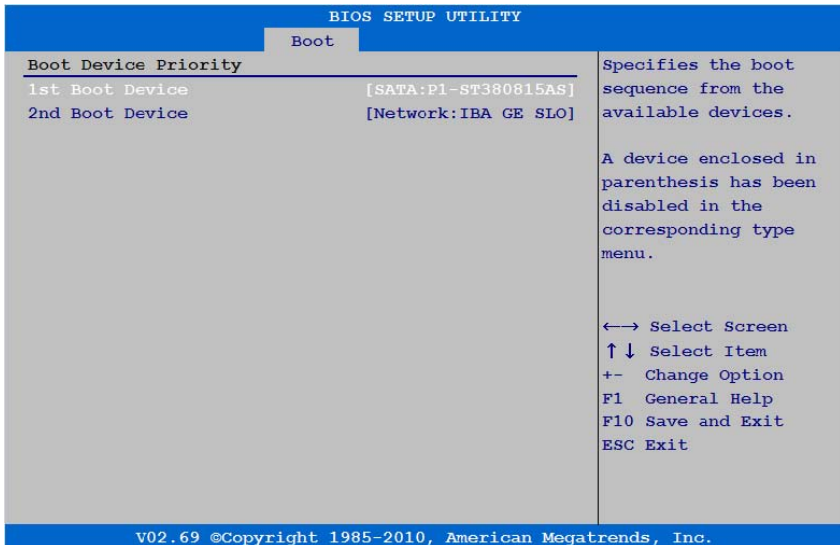 BIOS SETUP UTILITY
Boot
Boot Device Priority
1st Boot Device [SATA:P1-ST380815AS]
2nd Boot Device [Network:IBA GE SLO]
Specifies the boot
sequence from the
available devices.
A device enclosed in
parenthesis has been
disabled in the
corresponding type
menu.
←→ Select Screen
↑↓ Select Item
+- Change Option
F1 General Help
F10 Save and Exit
ESC Exit
V02.69 ©Copyright 1985-2010, American Megatrends, Inc.